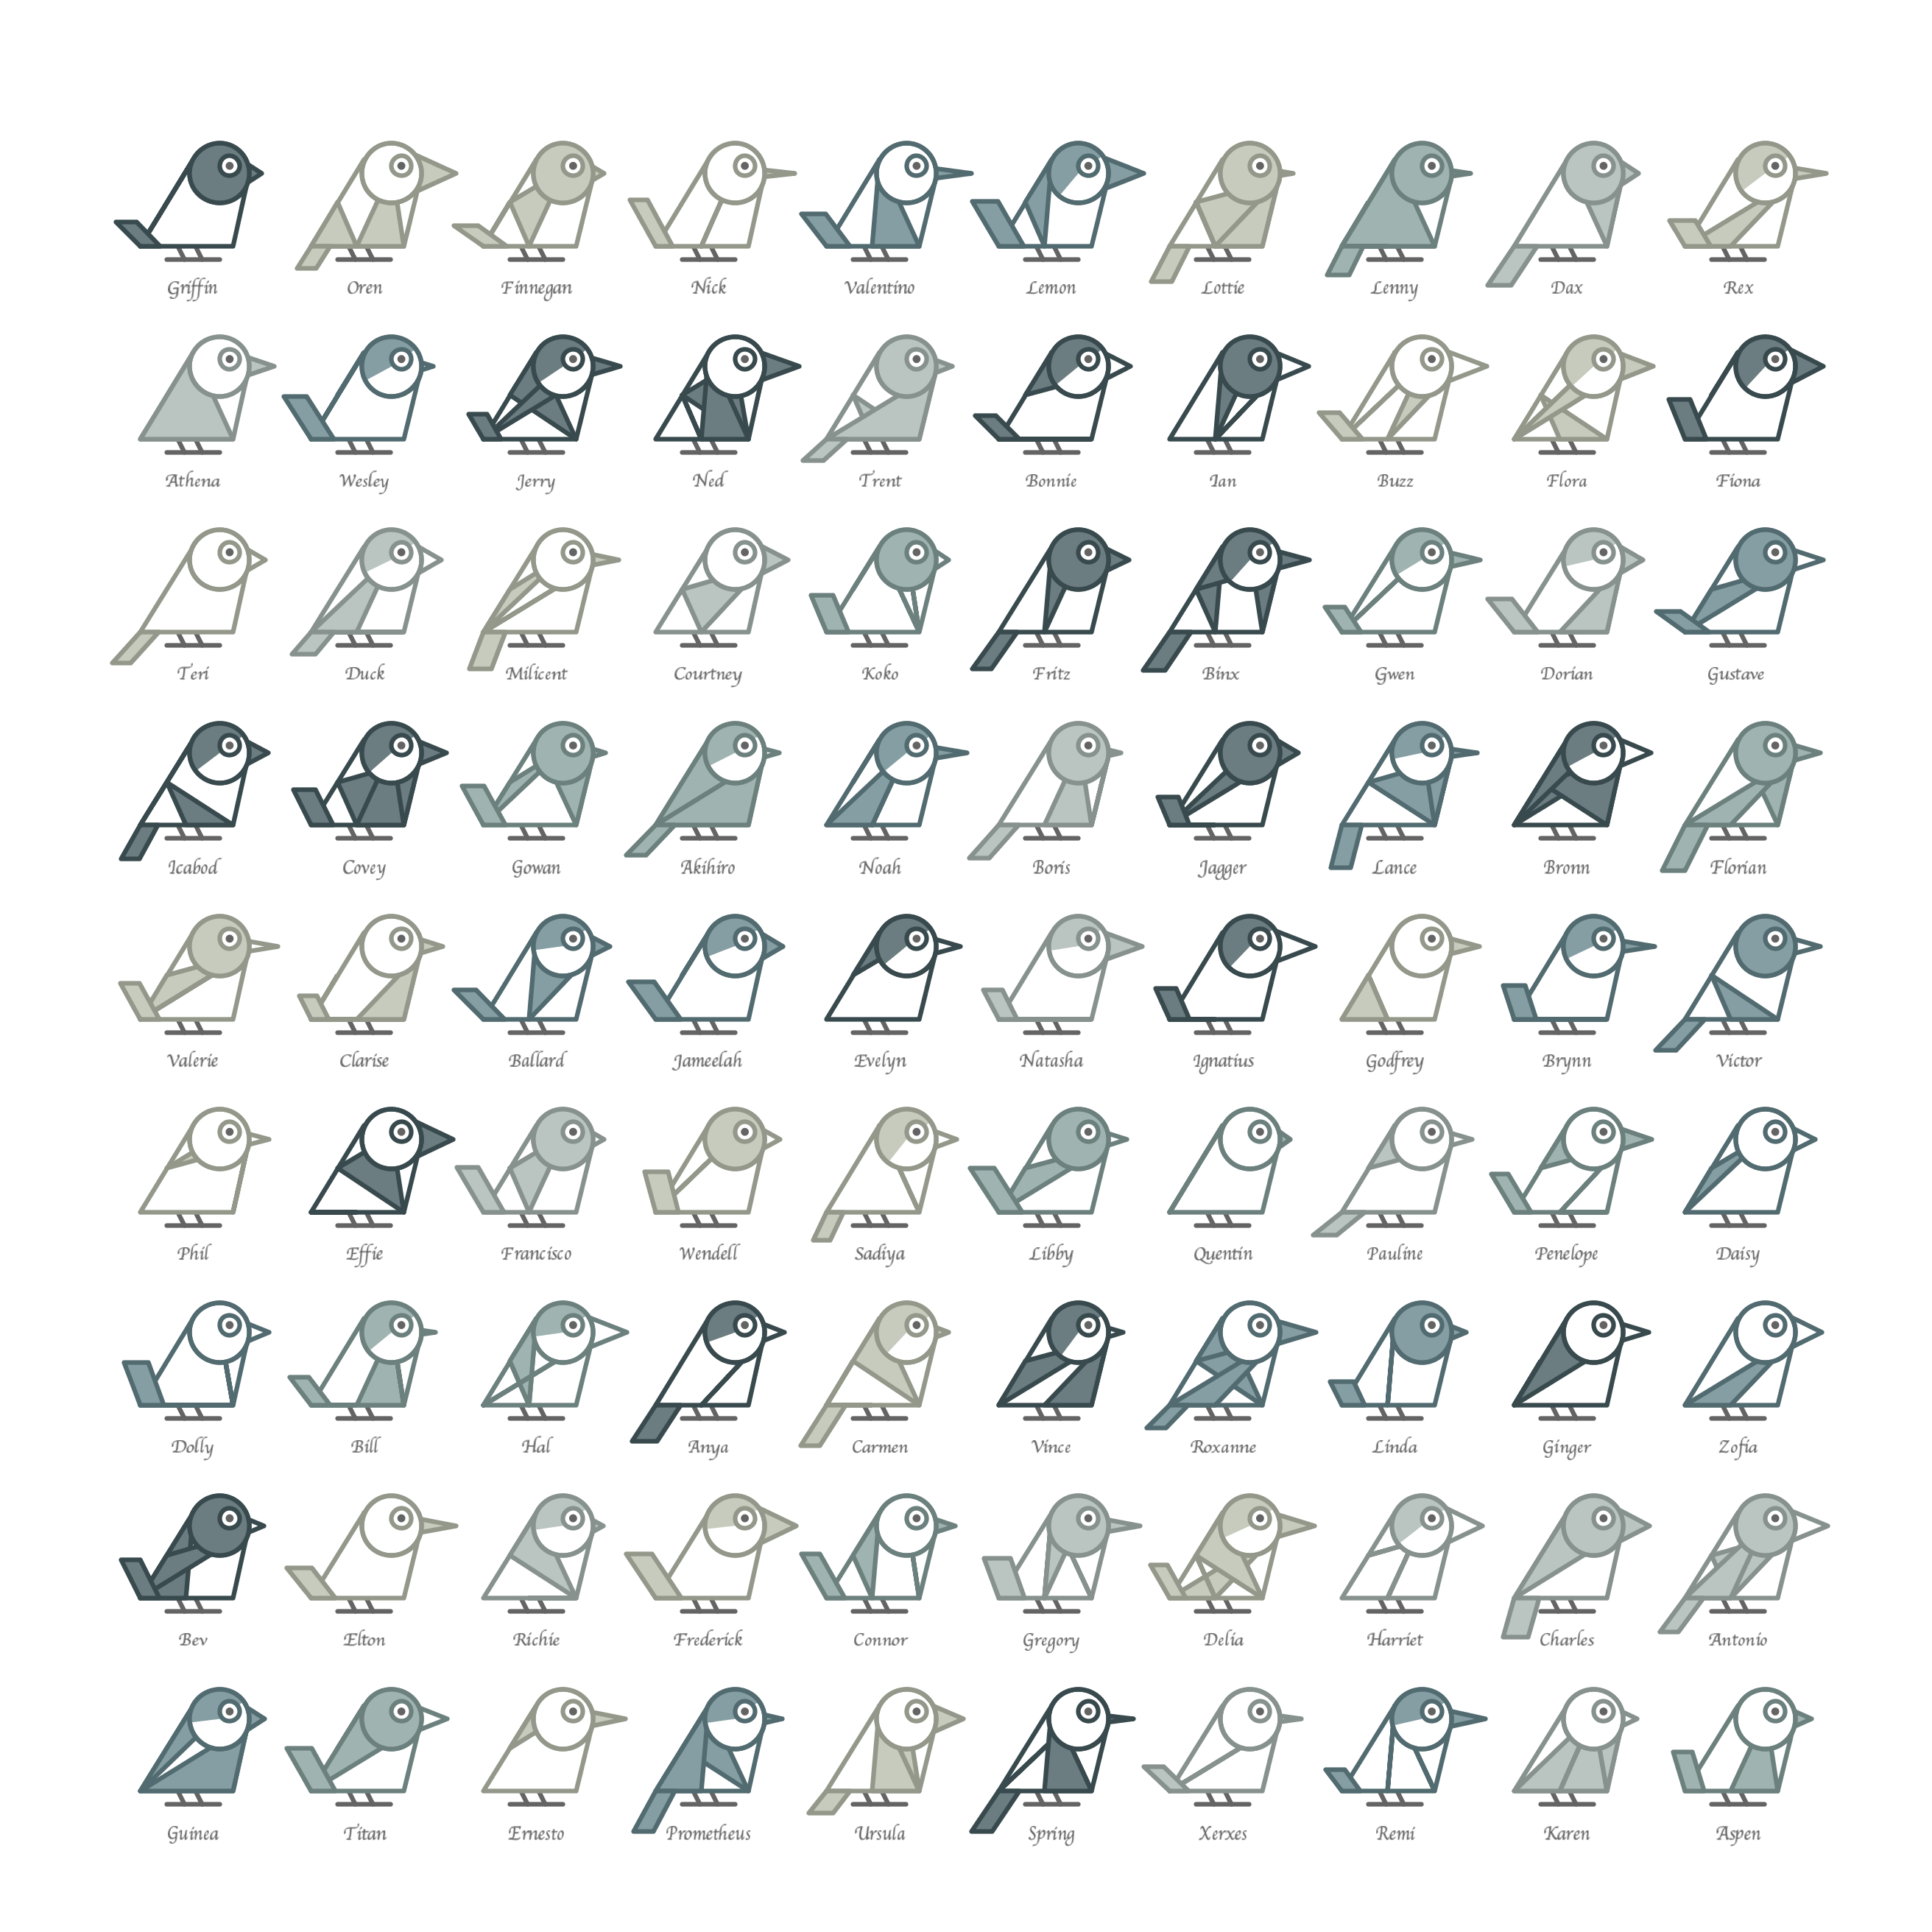 Griffin Oren Finnegan Nick Valentino Lemon Lottie Lenny Dax Rex
Athena Wesley Jerry Ned Trent Bonnie Ian Buzz Flora Fiona
Teri Duck Milicent Courtney Koko Fritz Binx Gwen Dorian Gustave
Icabod Covey Gowan Akihiro Noah Boris Jagger Lance Bronn Florian
Valerie Clarise Ballard Jameelah Evelyn Natasha Ignatius Godfrey Brynn Victor
Phil Effie Francisco Wendell Sadiya Libby Quentin Pauline Penelope Daisy
Dolly Bill Hal Anya Carmen Vince Roxanne Linda Ginger Zofia
Bev Elton Richie Frederick Connor Gregory Delia Harriet Charles Antonio
Guinea Titan Ernesto Prometheus Ursula Spring Xerxes Remi Karen Aspen